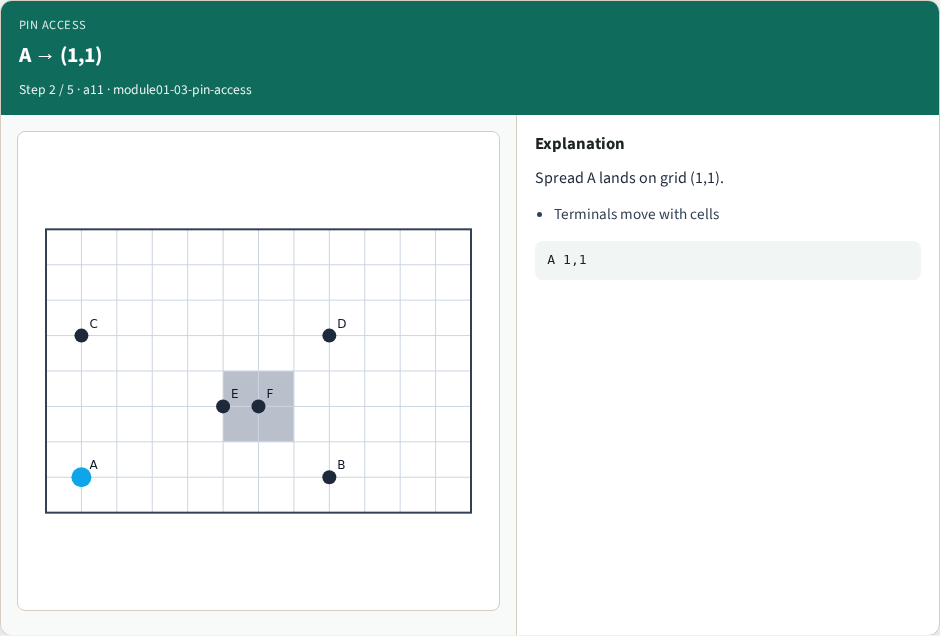 PIN ACCESS
A → (1,1)
Step 2 / 5 · a11 · module01-03-pin-access
C
D
E
F
A
B
Explanation
Spread A lands on grid (1,1).
• Terminals move with cells
A 1,1